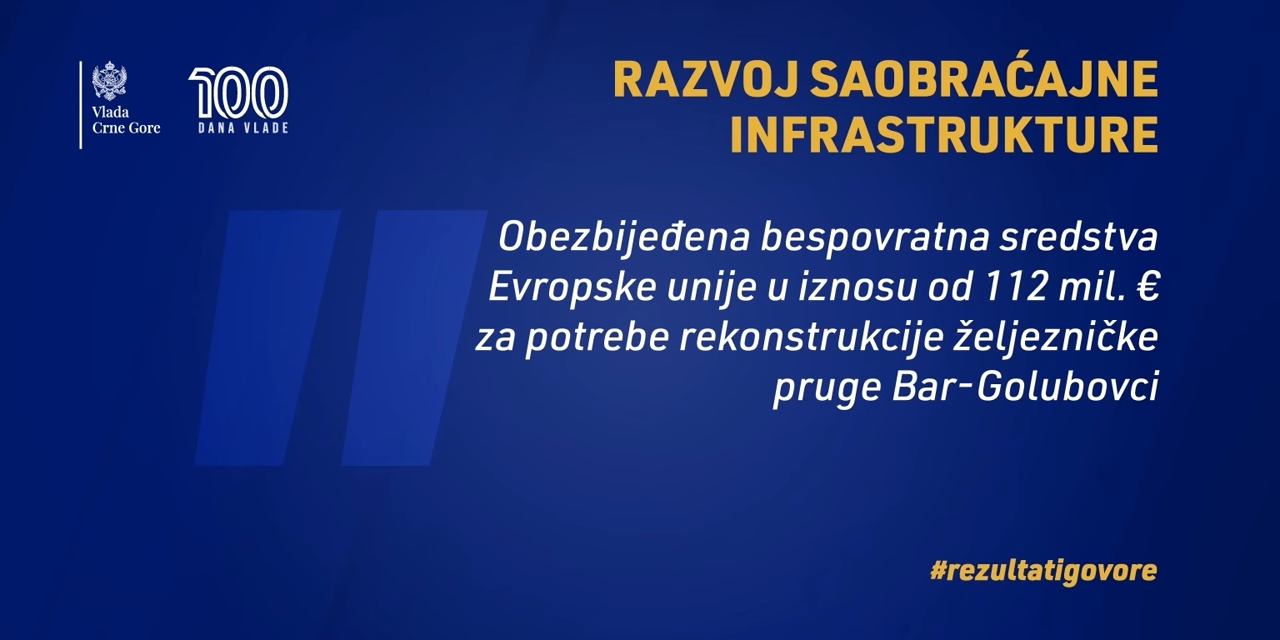 Vlada
Crne Gore
100
DANA VLADE
RAZVOJ SAOBRAĆAJNE
INFRASTRUKTURE
Obezbijeđena bespovratna sredstva
Evropske unije u iznosu od 112 mil. €
za potrebe rekonstrukcije željezničke
pruge Bar-Golubovci
#rezultatigovore